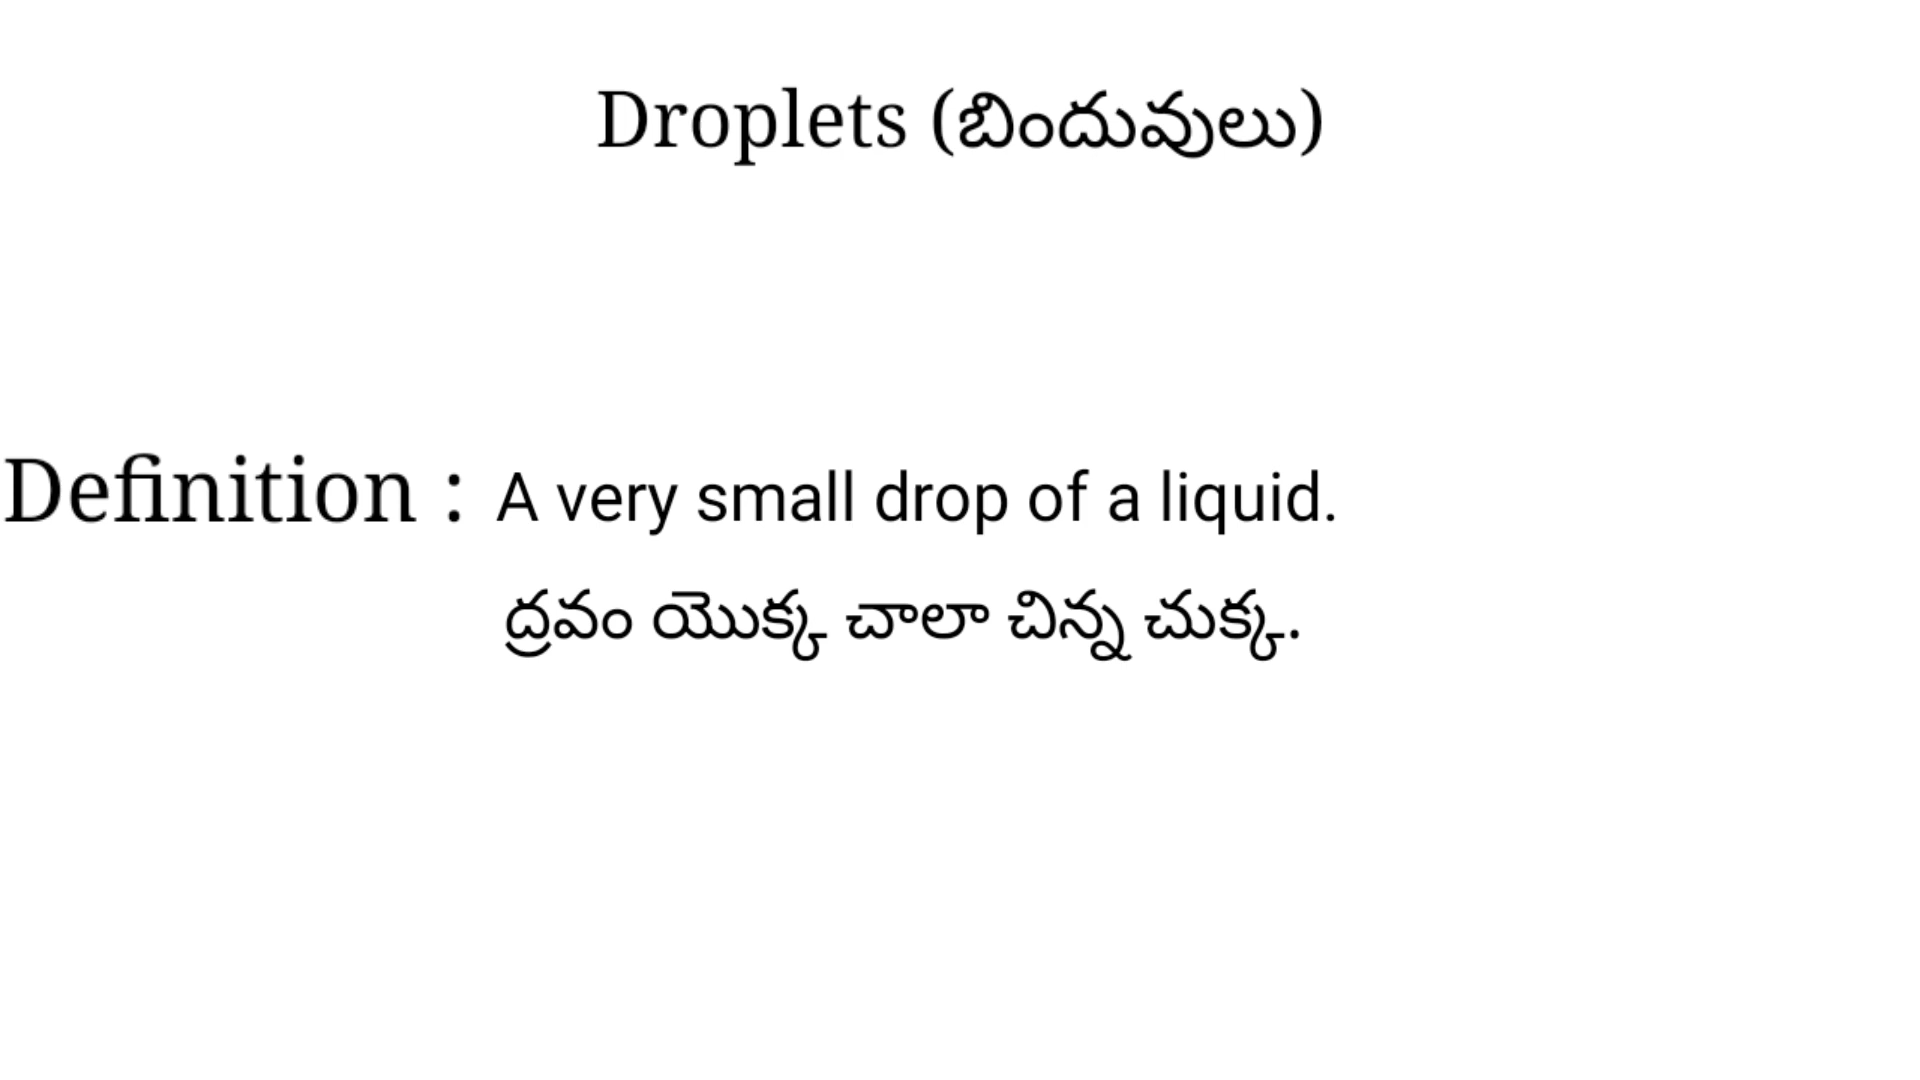 Droplets (బిందువులు)
Definition : A very small drop of a liquid.
ద్రవం యొక్క చాలా చిన్న చుక్క.